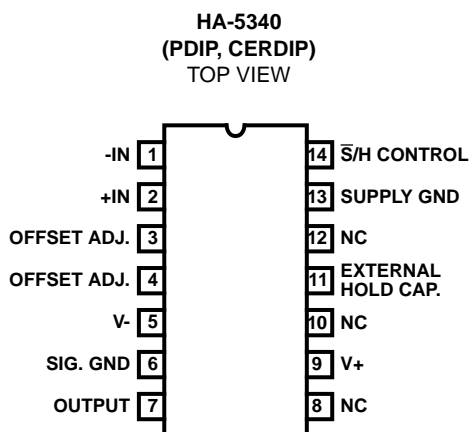 HA-5340
(PDIP, CERDIP)
TOP VIEW
-IN 1
14 S̅/H CONTROL
+IN 2
13 SUPPLY GND
OFFSET ADJ. 3
12 NC
OFFSET ADJ. 4
11 EXTERNAL
HOLD CAP.
V- 5
10 NC
SIG. GND 6
9 V+
OUTPUT 7
8 NC